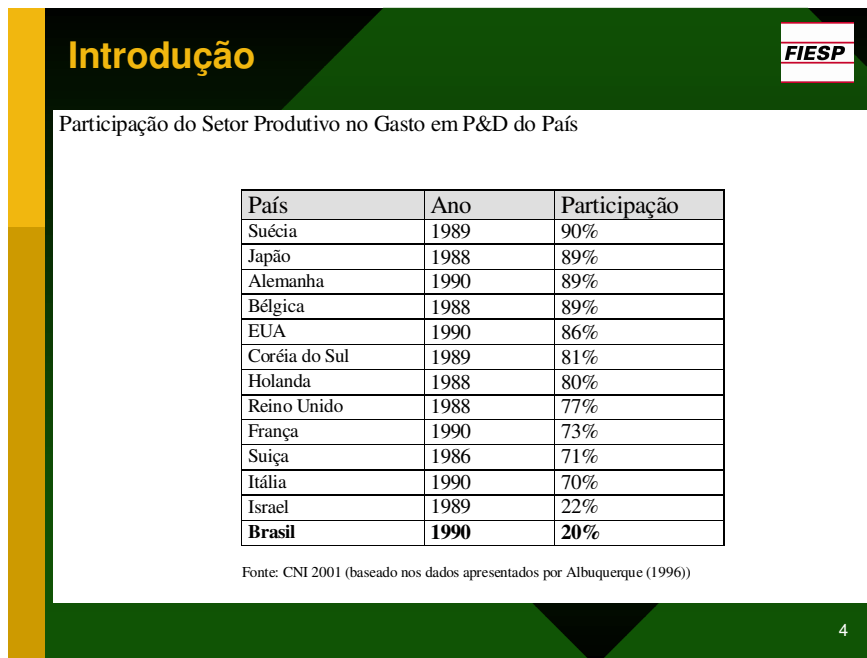 Introdução
FIESP
Participação do Setor Produtivo no Gasto em P&D do País
País Ano Participação
Suécia 1989 90%
Japão 1988 89%
Alemanha 1990 89%
Bélgica 1988 89%
EUA 1990 86%
Coréia do Sul 1989 81%
Holanda 1988 80%
Reino Unido 1988 77%
França 1990 73%
Suiça 1986 71%
Itália 1990 70%
Israel 1989 22%
Brasil 1990 20%
Fonte: CNI 2001 (baseado nos dados apresentados por Albuquerque (1996))
4